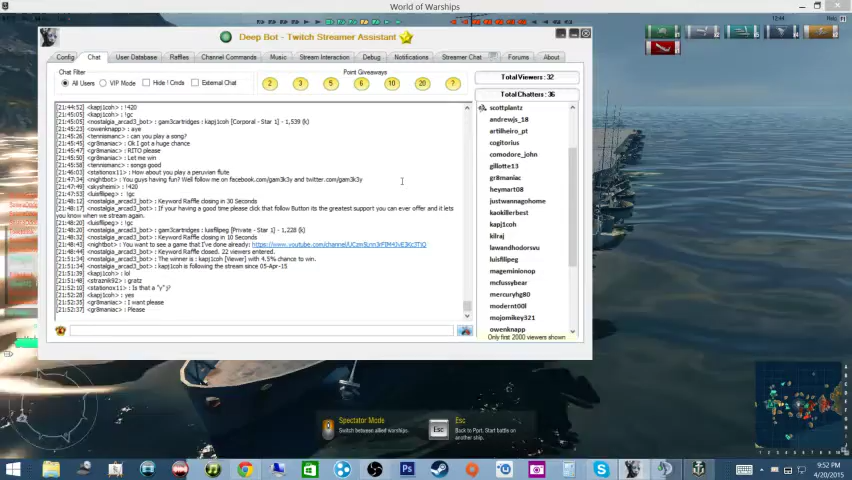 World of Warships
12:44
Deep Bot - Twitch Streamer Assistant
Config Chat User Database Raffles Channel Commands Music Stream Interaction Debug Notifications Streamer Chat Forums About
Chat Filter
All Users VIP Mode Hide ! Cmds External Chat
Point Giveaways
2 3 5 6 10 20 ?
Total Viewers: 32
Total Chatters: 36
[21:44:52] <kapj1coh> : !420
[21:45:05] <kapj1coh> : !gc
[21:45:05] <nostalgia_arcad3_bot> : gam3cartridges : kapj1coh [Corporal - Star 1] - 1,539 (k)
[21:45:23] <owenknapp> : aye
[21:45:26] <tennismanc> : can you play a song?
[21:45:45] <gr8maniac> : Ok I got a huge chance
[21:45:47] <gr8maniac> : RITO please
[21:45:50] <gr8maniac> : Let me win
[21:45:58] <tennismanc> : songs good
[21:46:03] <stationox11> : How about you play a peruvian flute
[21:47:34] <nightbot> : You guys having fun? Well follow me on facebook.com/gam3k3y and twitter.com/gam3k3y
[21:47:49] <skysheimi> : !420
[21:47:53] <luisfilipeg> : !gc
[21:48:12] <nostalgia_arcad3_bot> : Keyword Raffle closing in 30 Seconds
[21:48:17] <nostalgia_arcad3_bot> : If your having a good time please click that follow Button its the greatest support you can ever offer and it lets
you know when we stream again.
[21:48:20] <luisfilipeg> : !gc
[21:48:20] <nostalgia_arcad3_bot> : gam3cartridges : luisfilipeg [Private - Star 1] - 1,228 (k)
[21:48:32] <nostalgia_arcad3_bot> : Keyword Raffle closing in 10 Seconds
[21:48:43] <nightbot> : You want to see a game that I've done already:
[21:48:44] <nostalgia_arcad3_bot> : Keyword Raffle closed. 22 viewers entered.
[21:51:34] <nostalgia_arcad3_bot> : The winner is : kapj1coh [Viewer] with 4.5% chance to win.
[21:51:34] <nostalgia_arcad3_bot> : kapj1coh is following the stream since 05-Apr-15
[21:51:40] <kapj1coh> : lol
[21:51:48] <straznik92> : gratz
[21:52:10] <stationox11> : Is that a "y"j?
[21:52:26] <kapj1coh> : yes
[21:52:35] <gr8maniac> : I want please
[21:52:37] <gr8maniac> : Please
scottplantz
andrewjs_18
artilheiro_pt
cogitorius
comodore_john
giliotte13
gr8maniac
heymart08
justwannagohome
kaoskillerbest
kapj1coh
kilraj
lawandhodorsvu
luisfilipeg
mageminionop
mcfussybear
mercuryhg80
modernt00l
mojomikey321
owenknapp
Only first 2000 viewers shown
Spectator Mode
Switch between allied warships.
Esc
Esc
Back to Port. Start battle on
another ship.
9:52 PM
4/20/2015